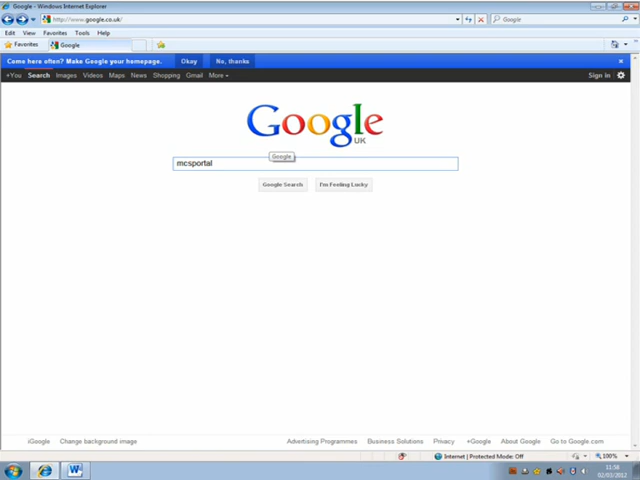 Google - Windows Internet Explorer
http://www.google.co.uk/
Google
Edit View Favorites Tools Help
Favorites Google
Come here often? Make Google your homepage. Okay No, thanks
+You Search Images Videos Maps News Shopping Gmail More Sign in
Google
UK
Google
mcsportal
Google Search I'm Feeling Lucky
iGoogle Change background image Advertising Programmes Business Solutions Privacy +Google About Google Go to Google.com
Internet | Protected Mode: Off 100%
11:38
02/03/2012